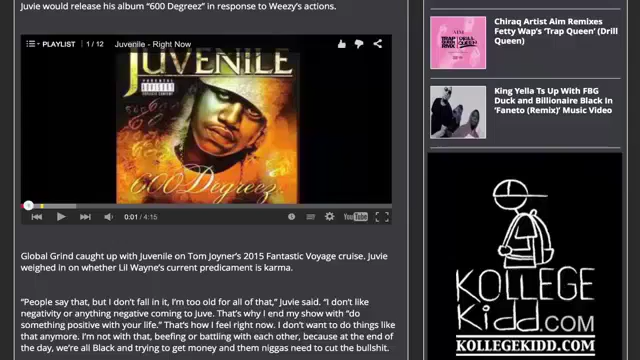 Juvie would release his album “600 Degreez” in response to Weezy’s actions.
PLAYLIST 1 / 12 Juvenile - Right Now
JUVENILE
PARENTAL
ADVISORY
EXPLICIT CONTENT
600 Degreez
0:01 / 4:15
YouTube
Global Grind caught up with Juvenile on Tom Joyner’s 2015 Fantastic Voyage cruise. Juvie
weighed in on whether Lil Wayne’s current predicament is karma.
“People say that, but I don’t fall in it, I’m too old for all of that,” Juvie said. “I don’t like
negativity or anything negative coming to Juve. That’s why I end my show with “do
something positive with your life.” That’s how I feel right now. I don’t want to do things like
that anymore. I’m not with that, beefing or battling with each other, because at the end of
the day, we’re all Black and trying to get money and them niggas need to cut the bullshit.
Chiraq Artist Aim Remixes
Fetty Wap’s ‘Trap Queen’ (Drill
Queen)
King Yella Ts Up With FBG
Duck and Billionaire Black In
‘Faneto (Remix)’ Music Video
KOLLEGE
KiDD.COM
KOLLEGEKIDD.COM